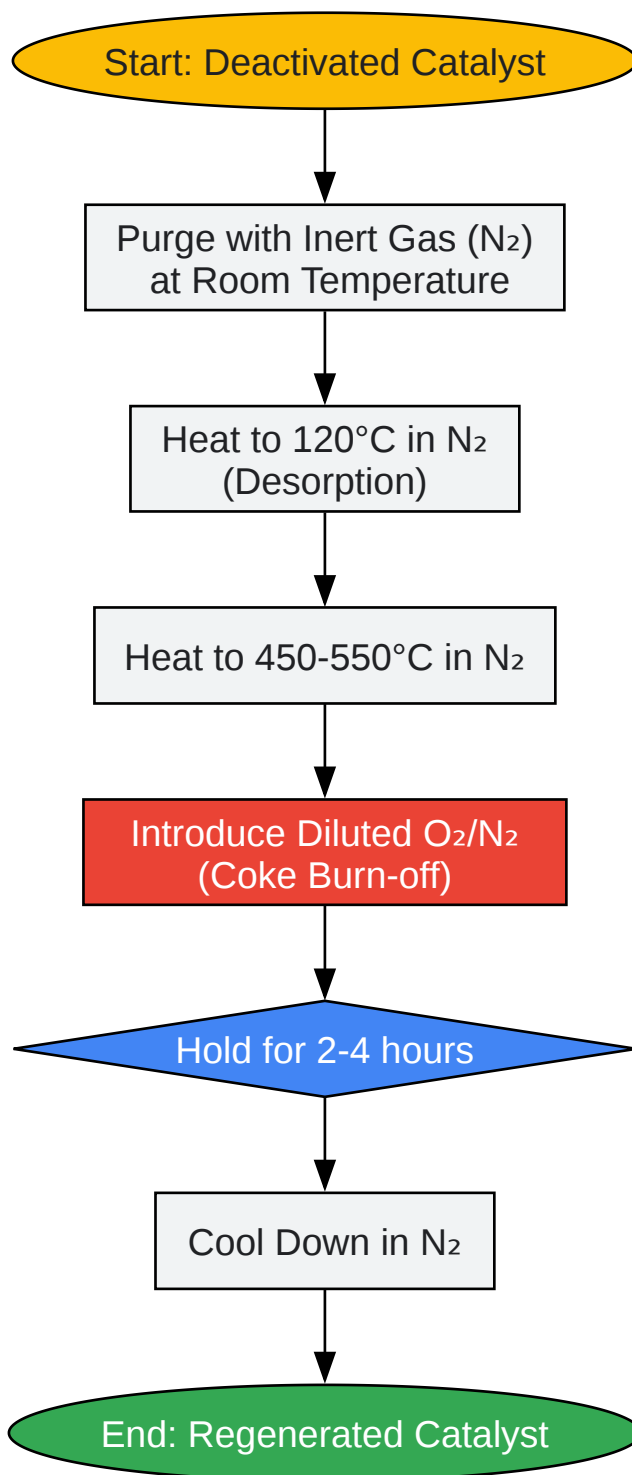 Start: Deactivated Catalyst
Purge with Inert Gas (N₂)
at Room Temperature
Heat to 120°C in N₂
(Desorption)
Heat to 450-550°C in N₂
Introduce Diluted O₂/N₂
(Coke Burn-off)
Hold for 2-4 hours
Cool Down in N₂
End: Regenerated Catalyst